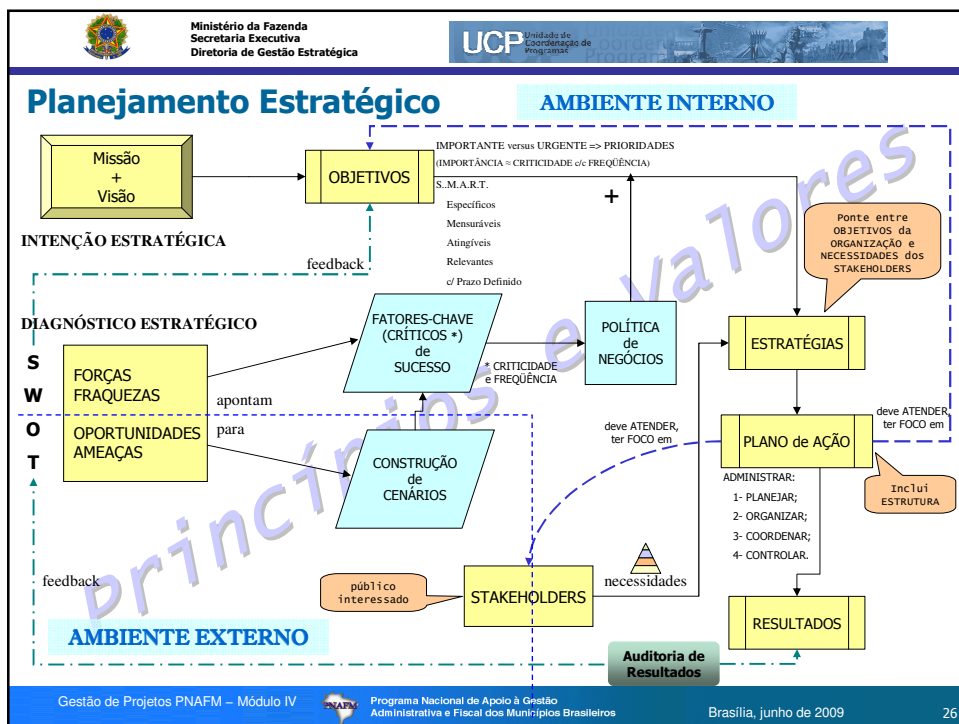 Ministério da Fazenda
Secretaria Executiva
Diretoria de Gestão Estratégica
UCP Unidade de
Coordenação de
Programas
Planejamento Estratégico
AMBIENTE INTERNO
Missão
+
Visão
OBJETIVOS
IMPORTANTE versus URGENTE => PRIORIDADES
(IMPORTÂNCIA ≈ CRITICIDADE c/c FREQÜÊNCIA)
S..M.A.R.T.
Específicos
Mensuráveis
Atingíveis
Relevantes
c/ Prazo Definido
+
Ponte entre
OBJETIVOS da
ORGANIZAÇÃO e
NECESSIDADES dos
STAKEHOLDERS
INTENÇÃO ESTRATÉGICA
feedback
Princírios e Valores
DIAGNÓSTICO ESTRATÉGICO
FATORES-CHAVE
(CRÍTICOS *)
de
SUCESSO
* CRITICIDADE
e FREQÜÊNCIA
POLÍTICA
de
NEGÓCIOS
ESTRATÉGIAS
S
W
O
T
FORÇAS
FRAQUEZAS
OPORTUNIDADES
AMEAÇAS
apontam
para
CONSTRUÇÃO
de
CENÁRIOS
deve ATENDER,
ter FOCO em
PLANO de AÇÃO
deve ATENDER,
ter FOCO em
Inclui
ESTRUTURA
ADMINISTRAR:
1- PLANEJAR;
2- ORGANIZAR;
3- COORDENAR;
4- CONTROLAR.
feedback
público
interessado
STAKEHOLDERS
necessidades
RESULTADOS
AMBIENTE EXTERNO
Auditoria de
Resultados
Gestão de Projetos PNAFM – Módulo IV
PNAFM
Programa Nacional de Apoio à Gestão
Administrativa e Fiscal dos Municípios Brasileiros
Brasília, junho de 2009
26